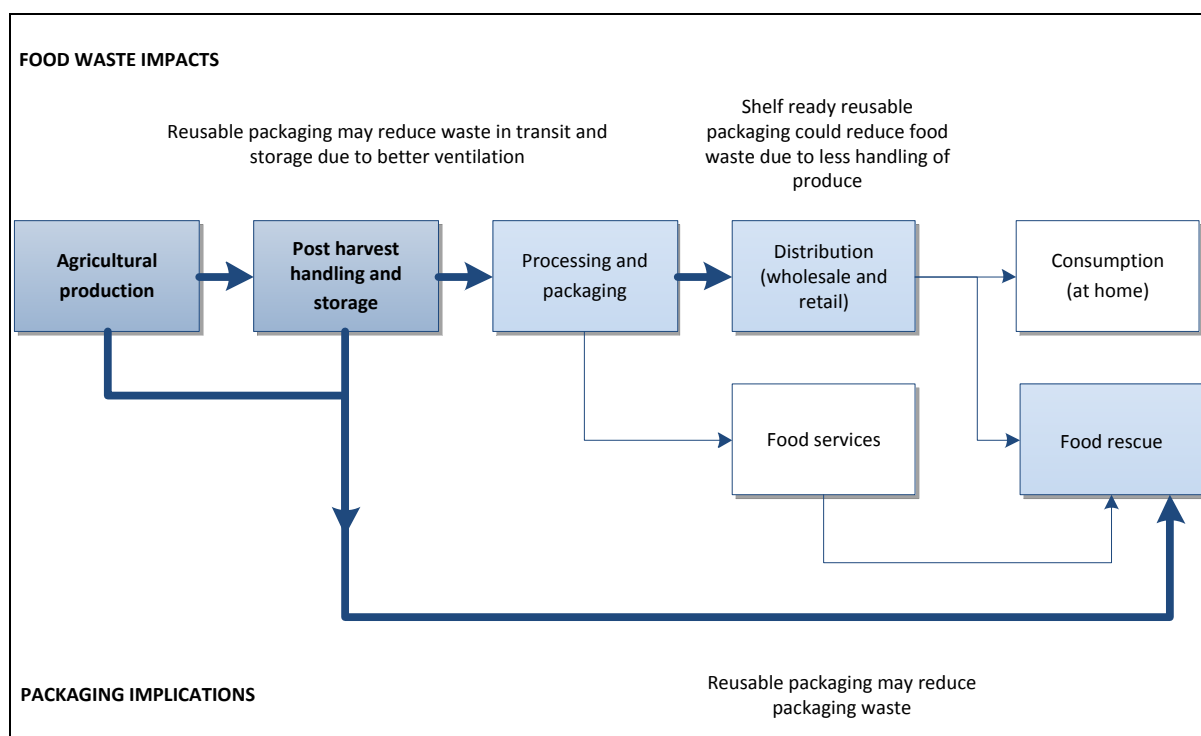 FOOD WASTE IMPACTS
Reusable packaging may reduce waste in transit and
storage due to better ventilation
Shelf ready reusable
packaging could reduce food
waste due to less handling of
produce
Agricultural
production
Post harvest
handling and
storage
Processing and
packaging
Distribution
(wholesale and
retail)
Consumption
(at home)
Food services
Food rescue
PACKAGING IMPLICATIONS
Reusable packaging may reduce
packaging waste